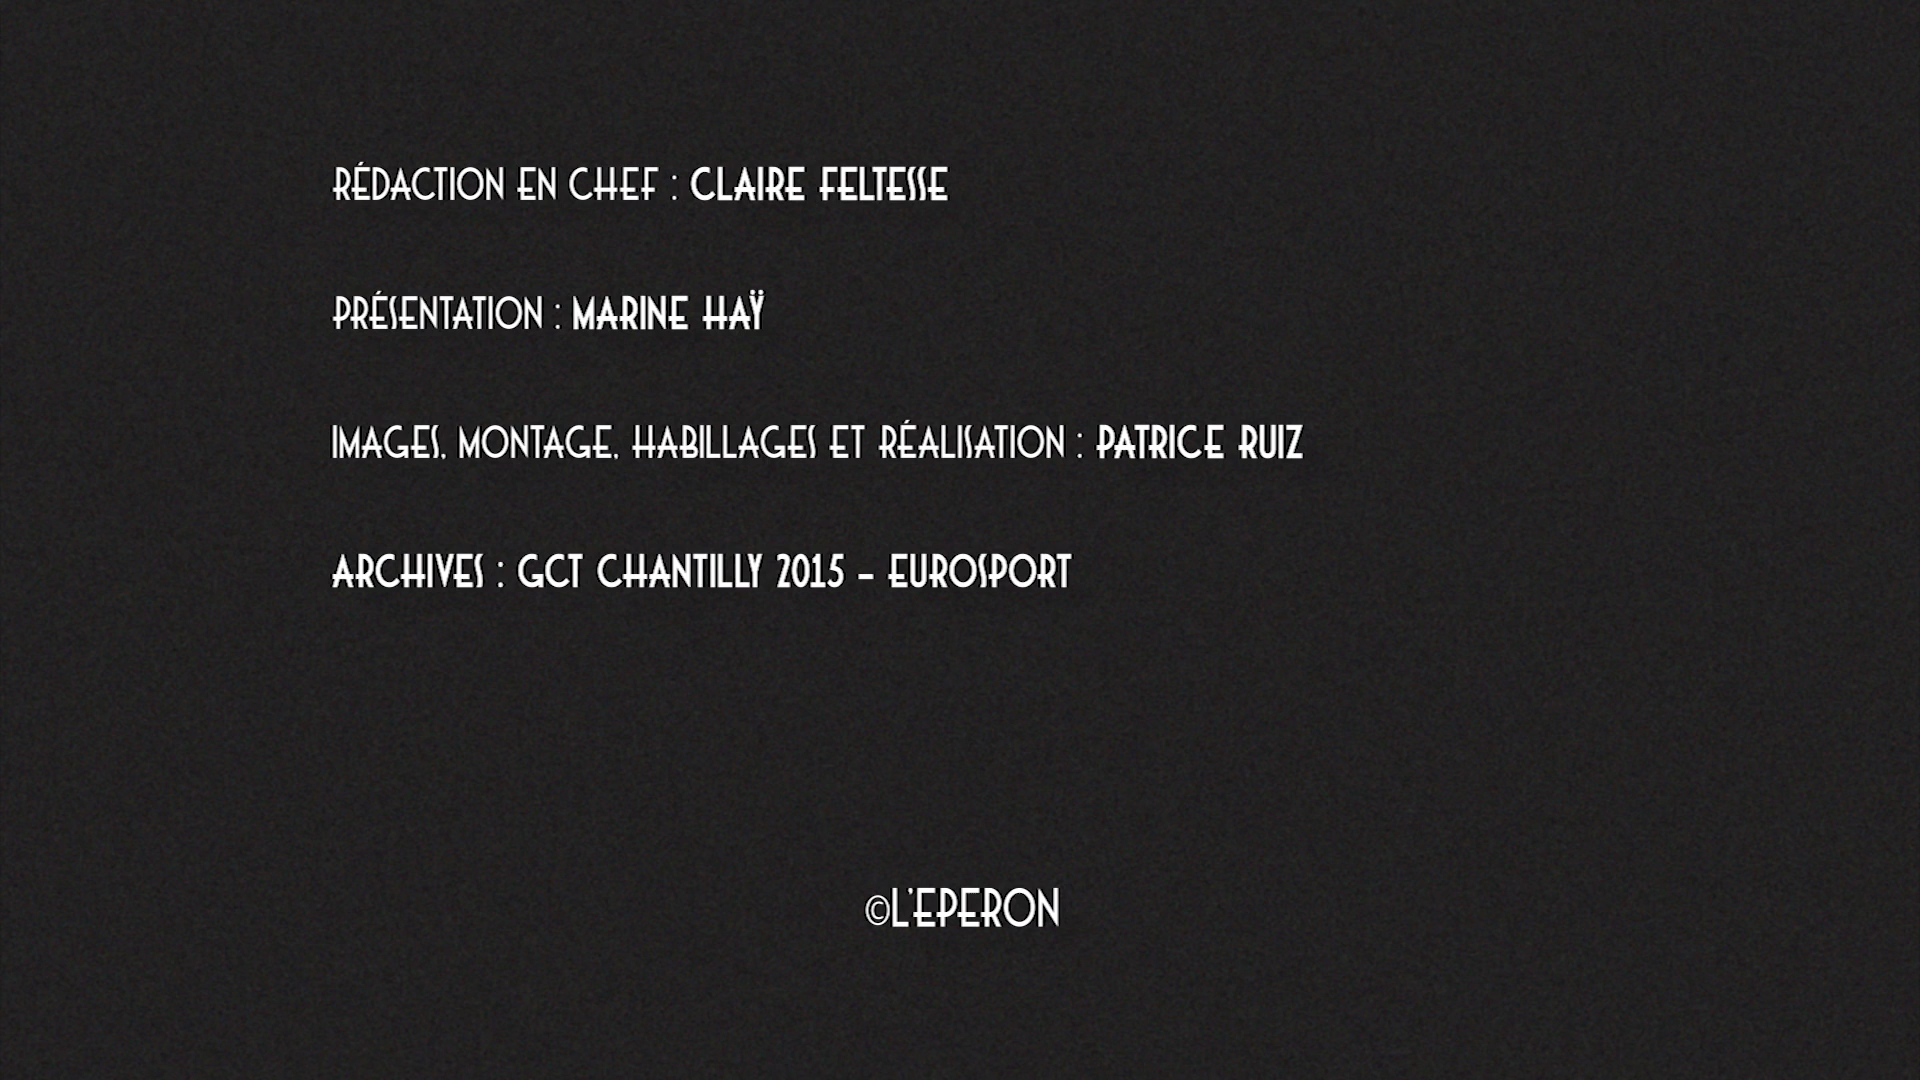 RÉDACTION EN CHEF : CLAIRE FELTESSE
PRÉSENTATION : MARINE HAŸ
IMAGES, MONTAGE, HABILLAGES ET RÉALISATION : PATRICE RUIZ
ARCHIVES : GCT CHANTILLY 2015 – EUROSPORT
©L'EPERON